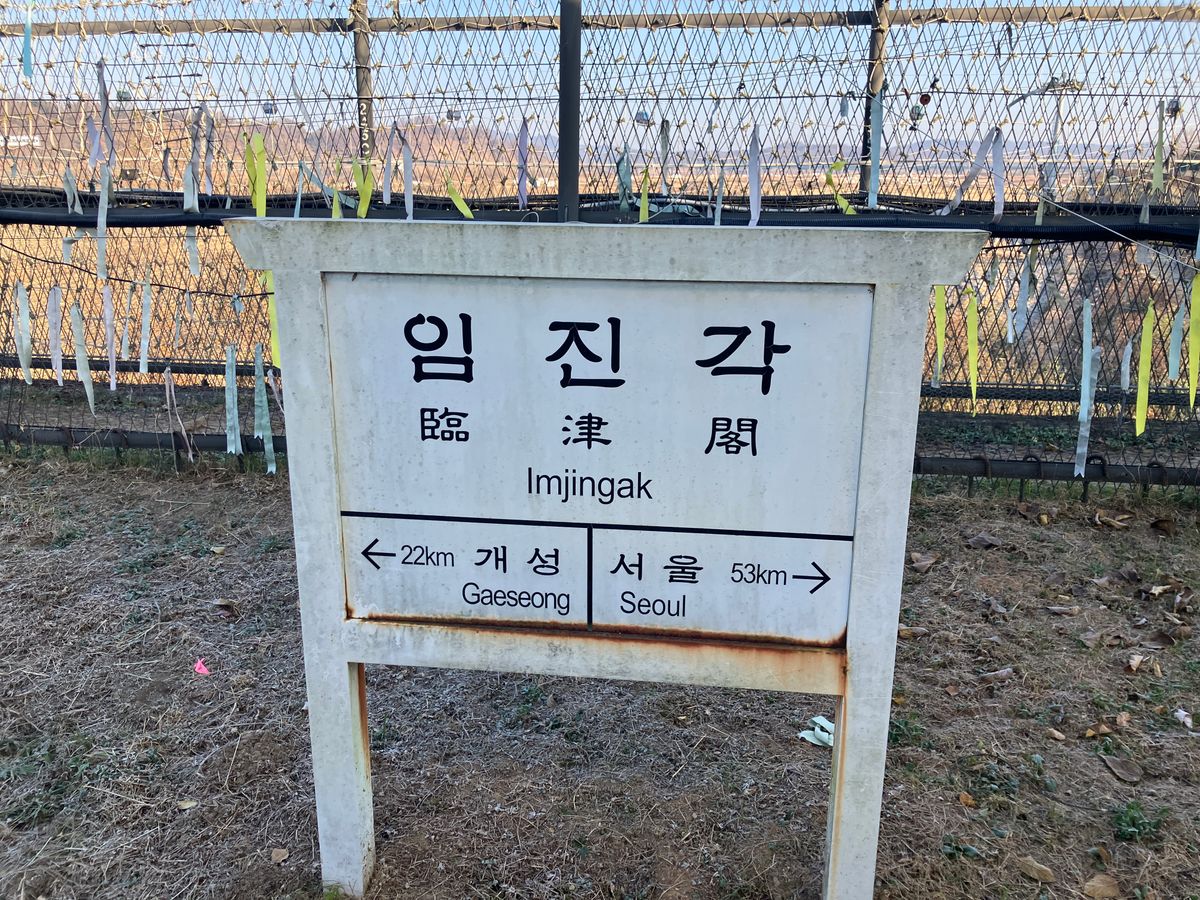 임진각
臨津閣
Imjingak
← 22km 개성
Gaeseong
서울 53km →
Seoul